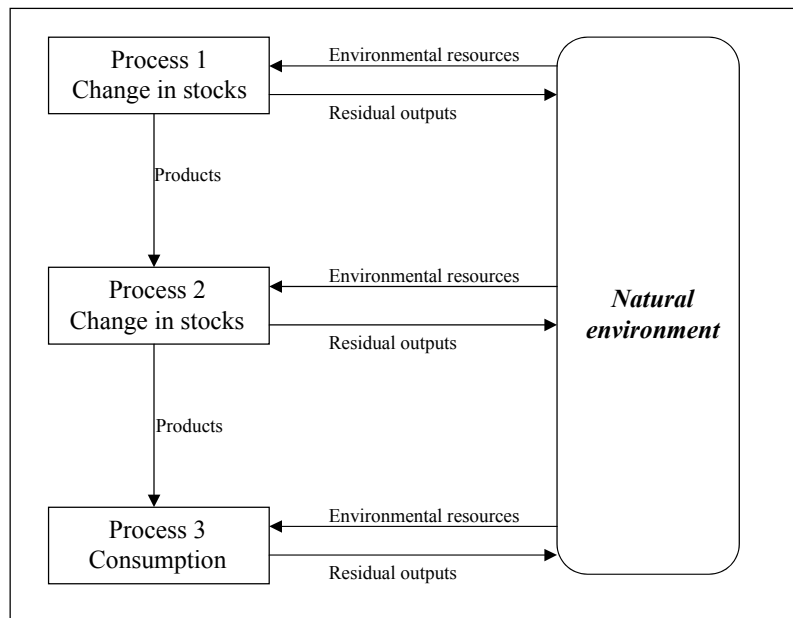 Process 1
Change in stocks
Environmental resources
Residual outputs
Products
Process 2
Change in stocks
Environmental resources
Residual outputs
Natural
environment
Products
Process 3
Consumption
Environmental resources
Residual outputs